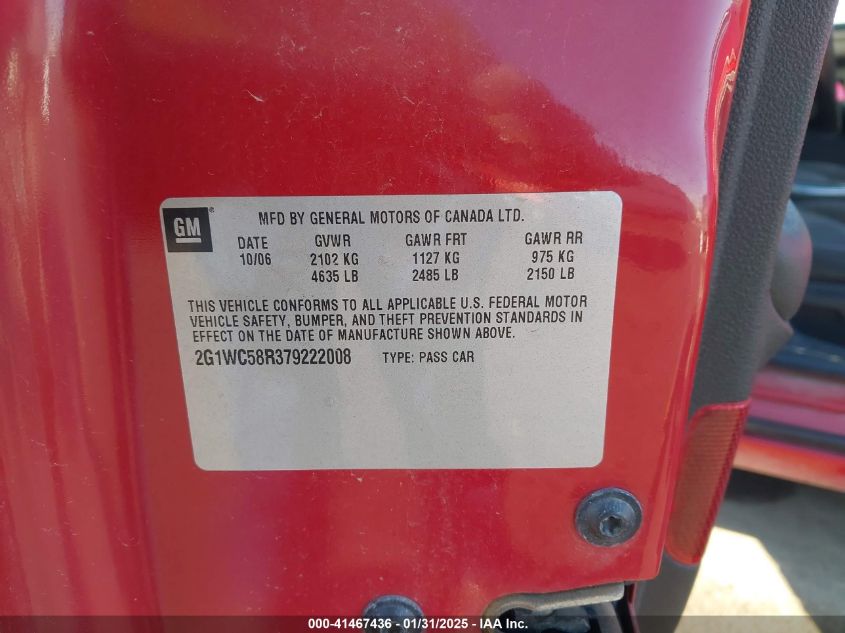 GM
MFD BY GENERAL MOTORS OF CANADA LTD.
DATE GVWR GAWR FRT GAWR RR
10/06 2102 KG 1127 KG 975 KG
4635 LB 2485 LB 2150 LB
THIS VEHICLE CONFORMS TO ALL APPLICABLE U.S. FEDERAL MOTOR
VEHICLE SAFETY, BUMPER, AND THEFT PREVENTION STANDARDS IN
EFFECT ON THE DATE OF MANUFACTURE SHOWN ABOVE.
2G1WC58R379222008 TYPE: PASS CAR
000-41467436 - 01/31/2025 - IAA Inc.